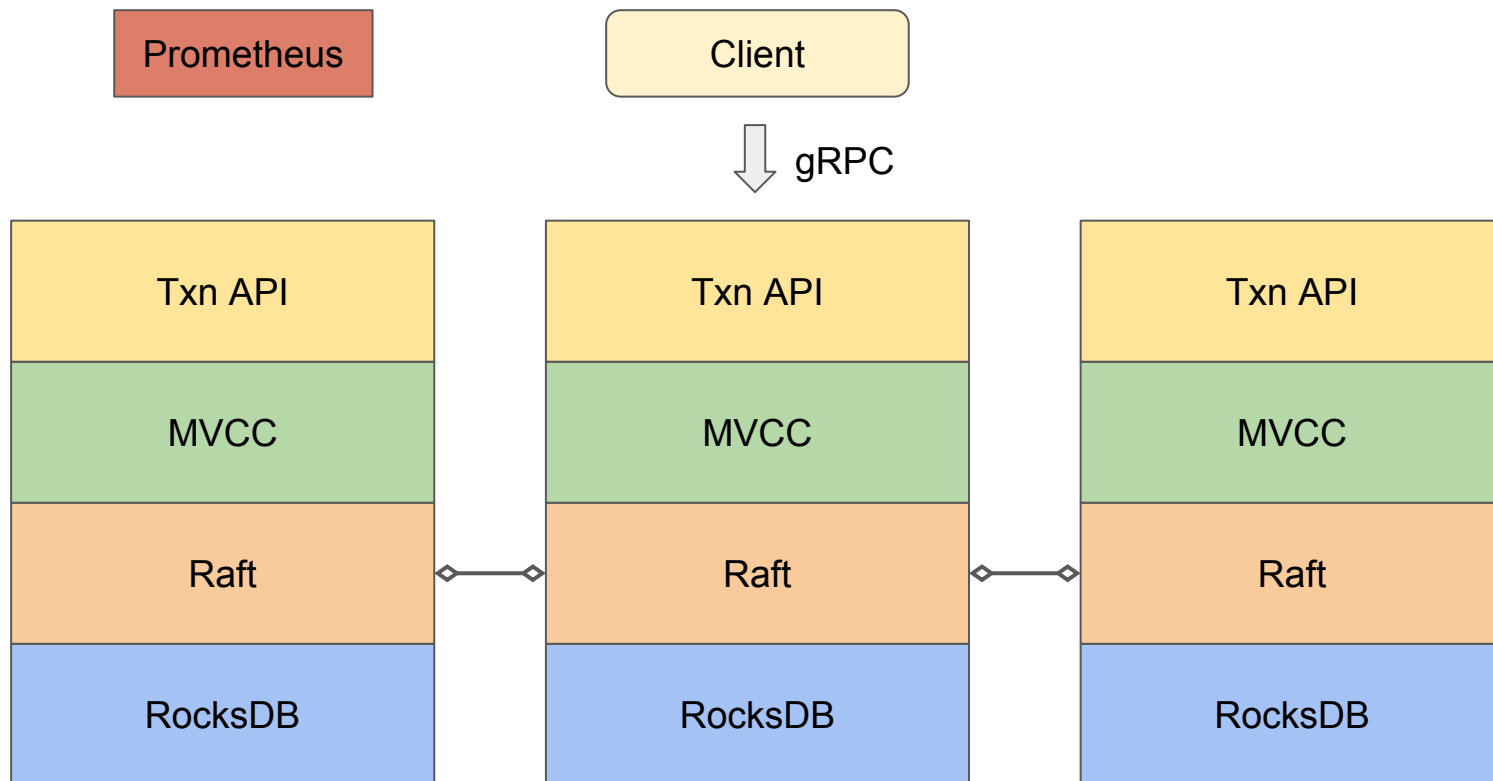 Prometheus
Client
gRPC
Txn API
Txn API
Txn API
MVCC
MVCC
MVCC
Raft
Raft
Raft
RocksDB
RocksDB
RocksDB